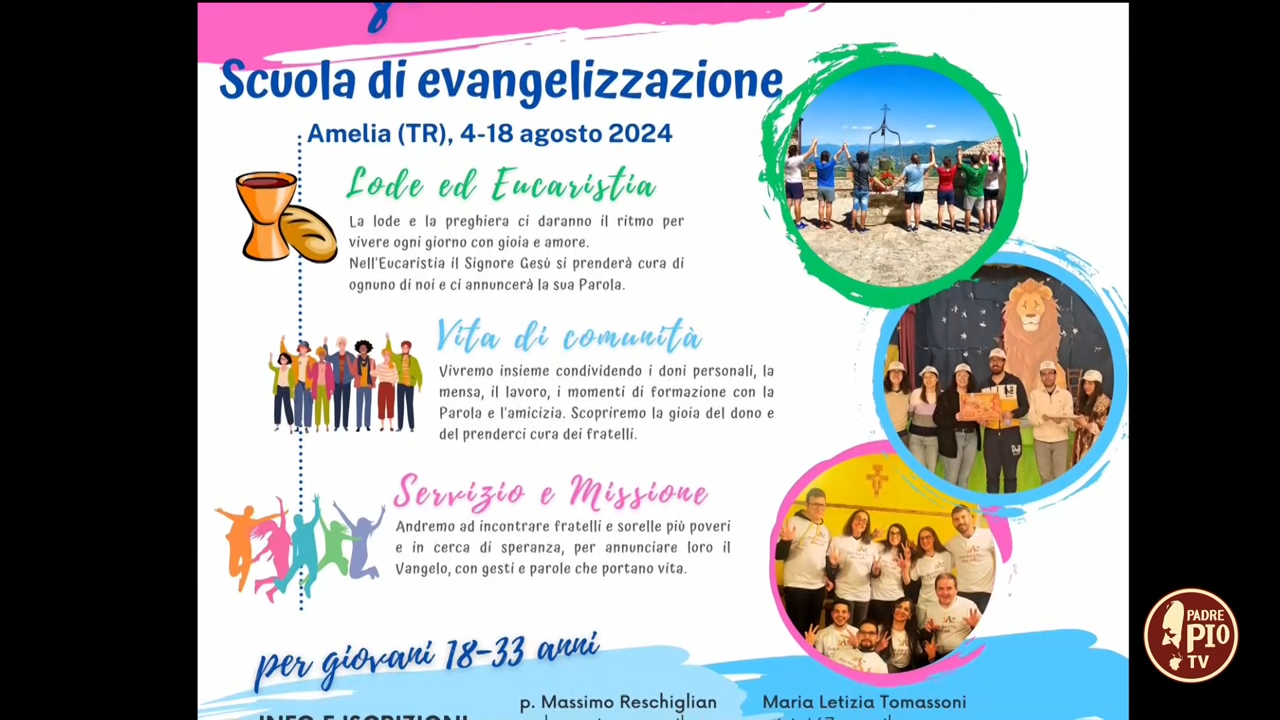 Scuola di evangelizzazione
Amelia (TR), 4-18 agosto 2024
Lode ed Eucaristia
La lode e la preghiera ci daranno il ritmo per
vivere ogni giorno con gioia e amore.
Nell'Eucaristia il Signore Gesù si prenderà cura di
ognuno di noi e ci annuncerà la sua Parola.
Vita di comunità
Vivremo insieme condividendo i doni personali, la
mensa, il lavoro, i momenti di formazione con la
Parola e l'amicizia. Scopriremo la gioia del dono e
del prenderci cura dei fratelli.
Servizio e Missione
Andremo ad incontrare fratelli e sorelle più poveri
e in cerca di speranza, per annunciare loro il
Vangelo, con gesti e parole che portano vita.
per giovani 18-33 anni
INFO E ISCRIZIONI
p. Massimo Reschiglian
Maria Letizia Tomassoni
PADRE
PIO
TV